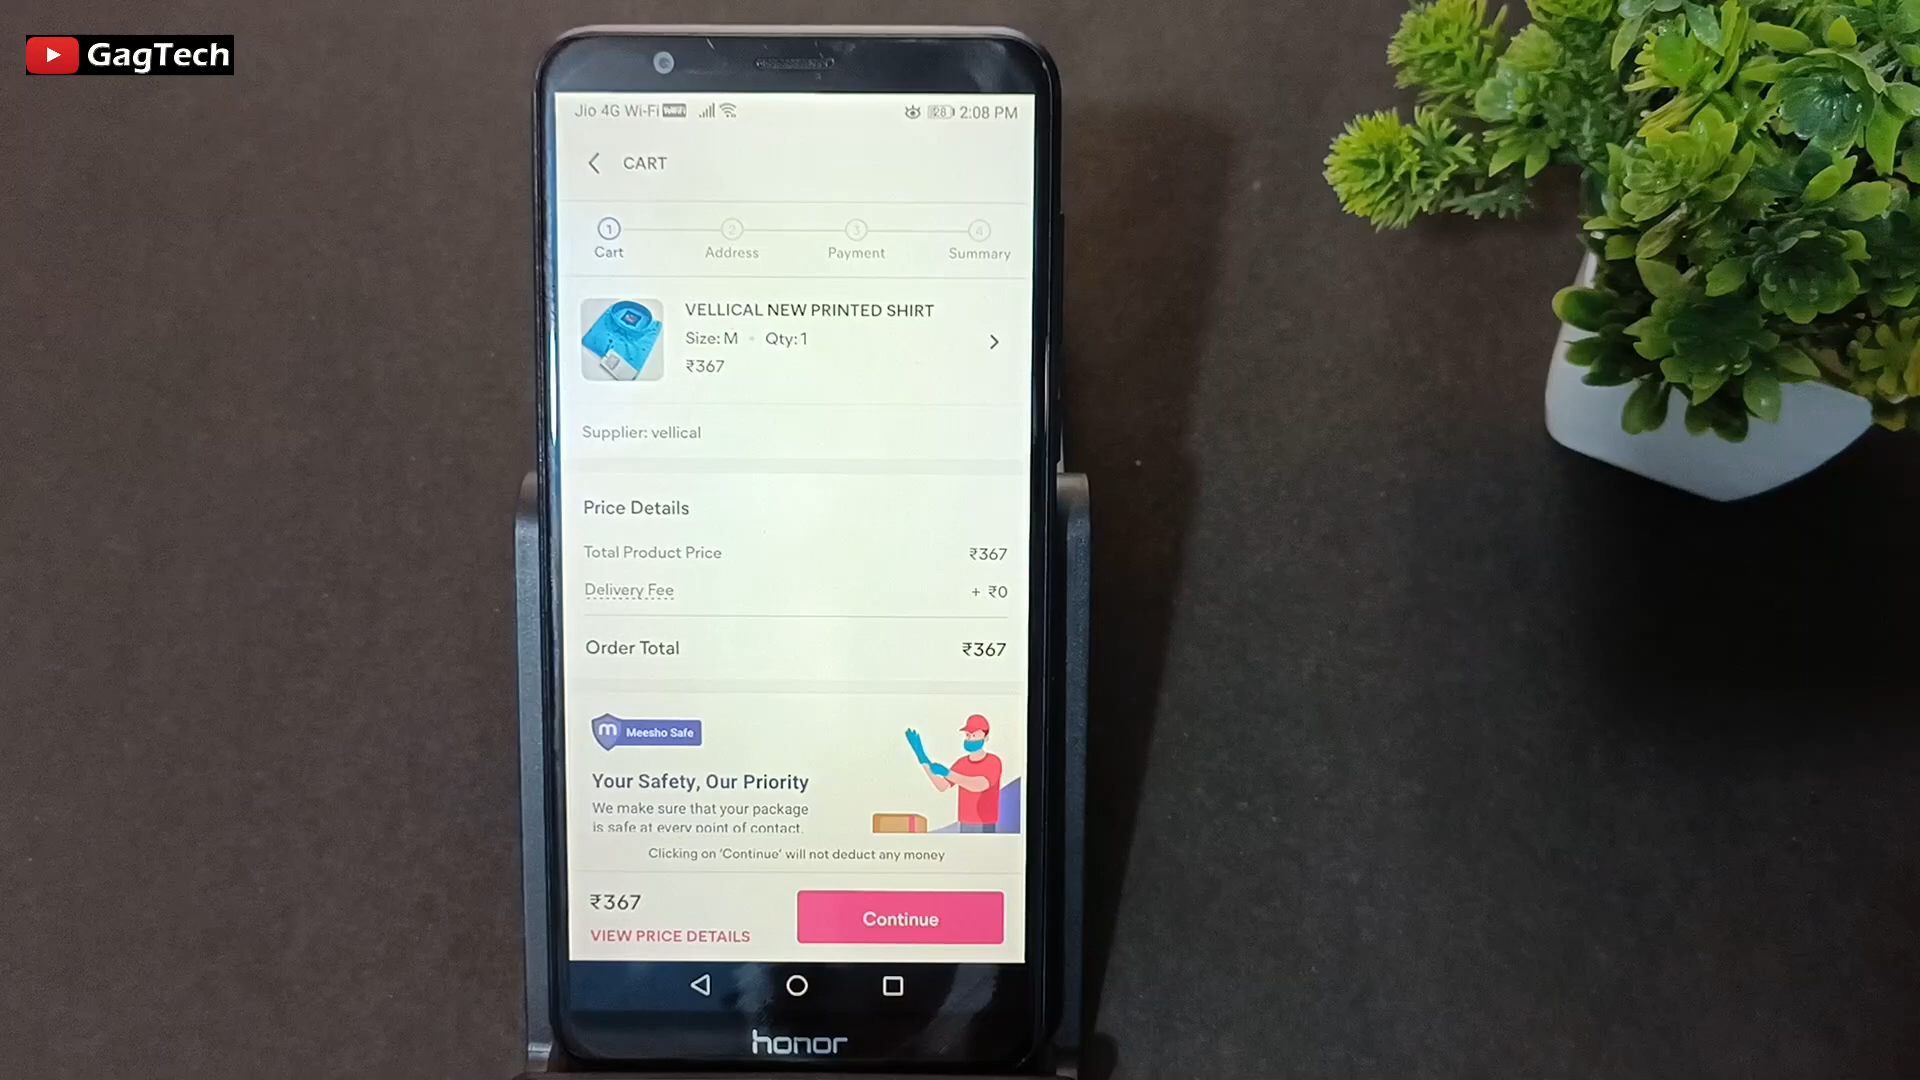 GagTech
Jio 4G Wi-Fi VoWiFi 28 2:08 PM
CART
1 2 3 4
Cart Address Payment Summary
VELLICAL NEW PRINTED SHIRT
Size: M • Qty: 1
₹367
Supplier: vellical
Price Details
Total Product Price ₹367
Delivery Fee + ₹0
Order Total ₹367
m Meesho Safe
Your Safety, Our Priority
We make sure that your package
is safe at every point of contact.
Clicking on 'Continue' will not deduct any money
₹367
Continue
VIEW PRICE DETAILS
honor